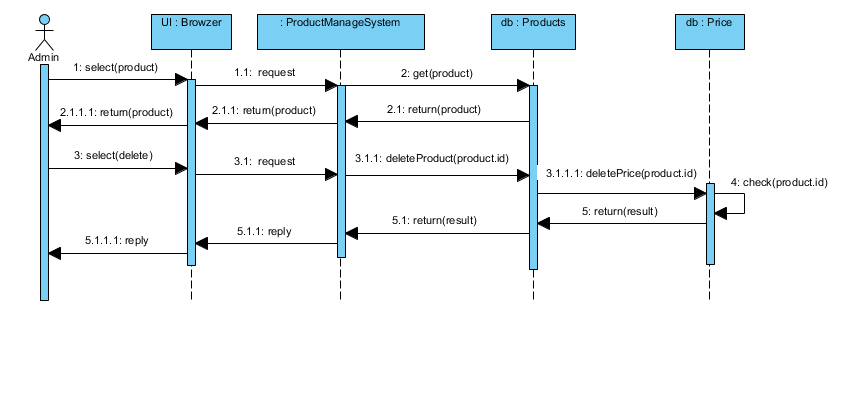 UI : Browzer
: ProductManageSystem
db : Products
db : Price
Admin
1: select(product)
1.1:  request
2: get(product)
2.1.1.1: return(product)
2.1.1: return(product)
2.1: return(product)
3: select(delete)
3.1:  request
3.1.1: deleteProduct(product.id)
3.1.1.1: deletePrice(product.id)
4: check(product.id)
5: return(result)
5.1: return(result)
5.1.1: reply
5.1.1.1: reply